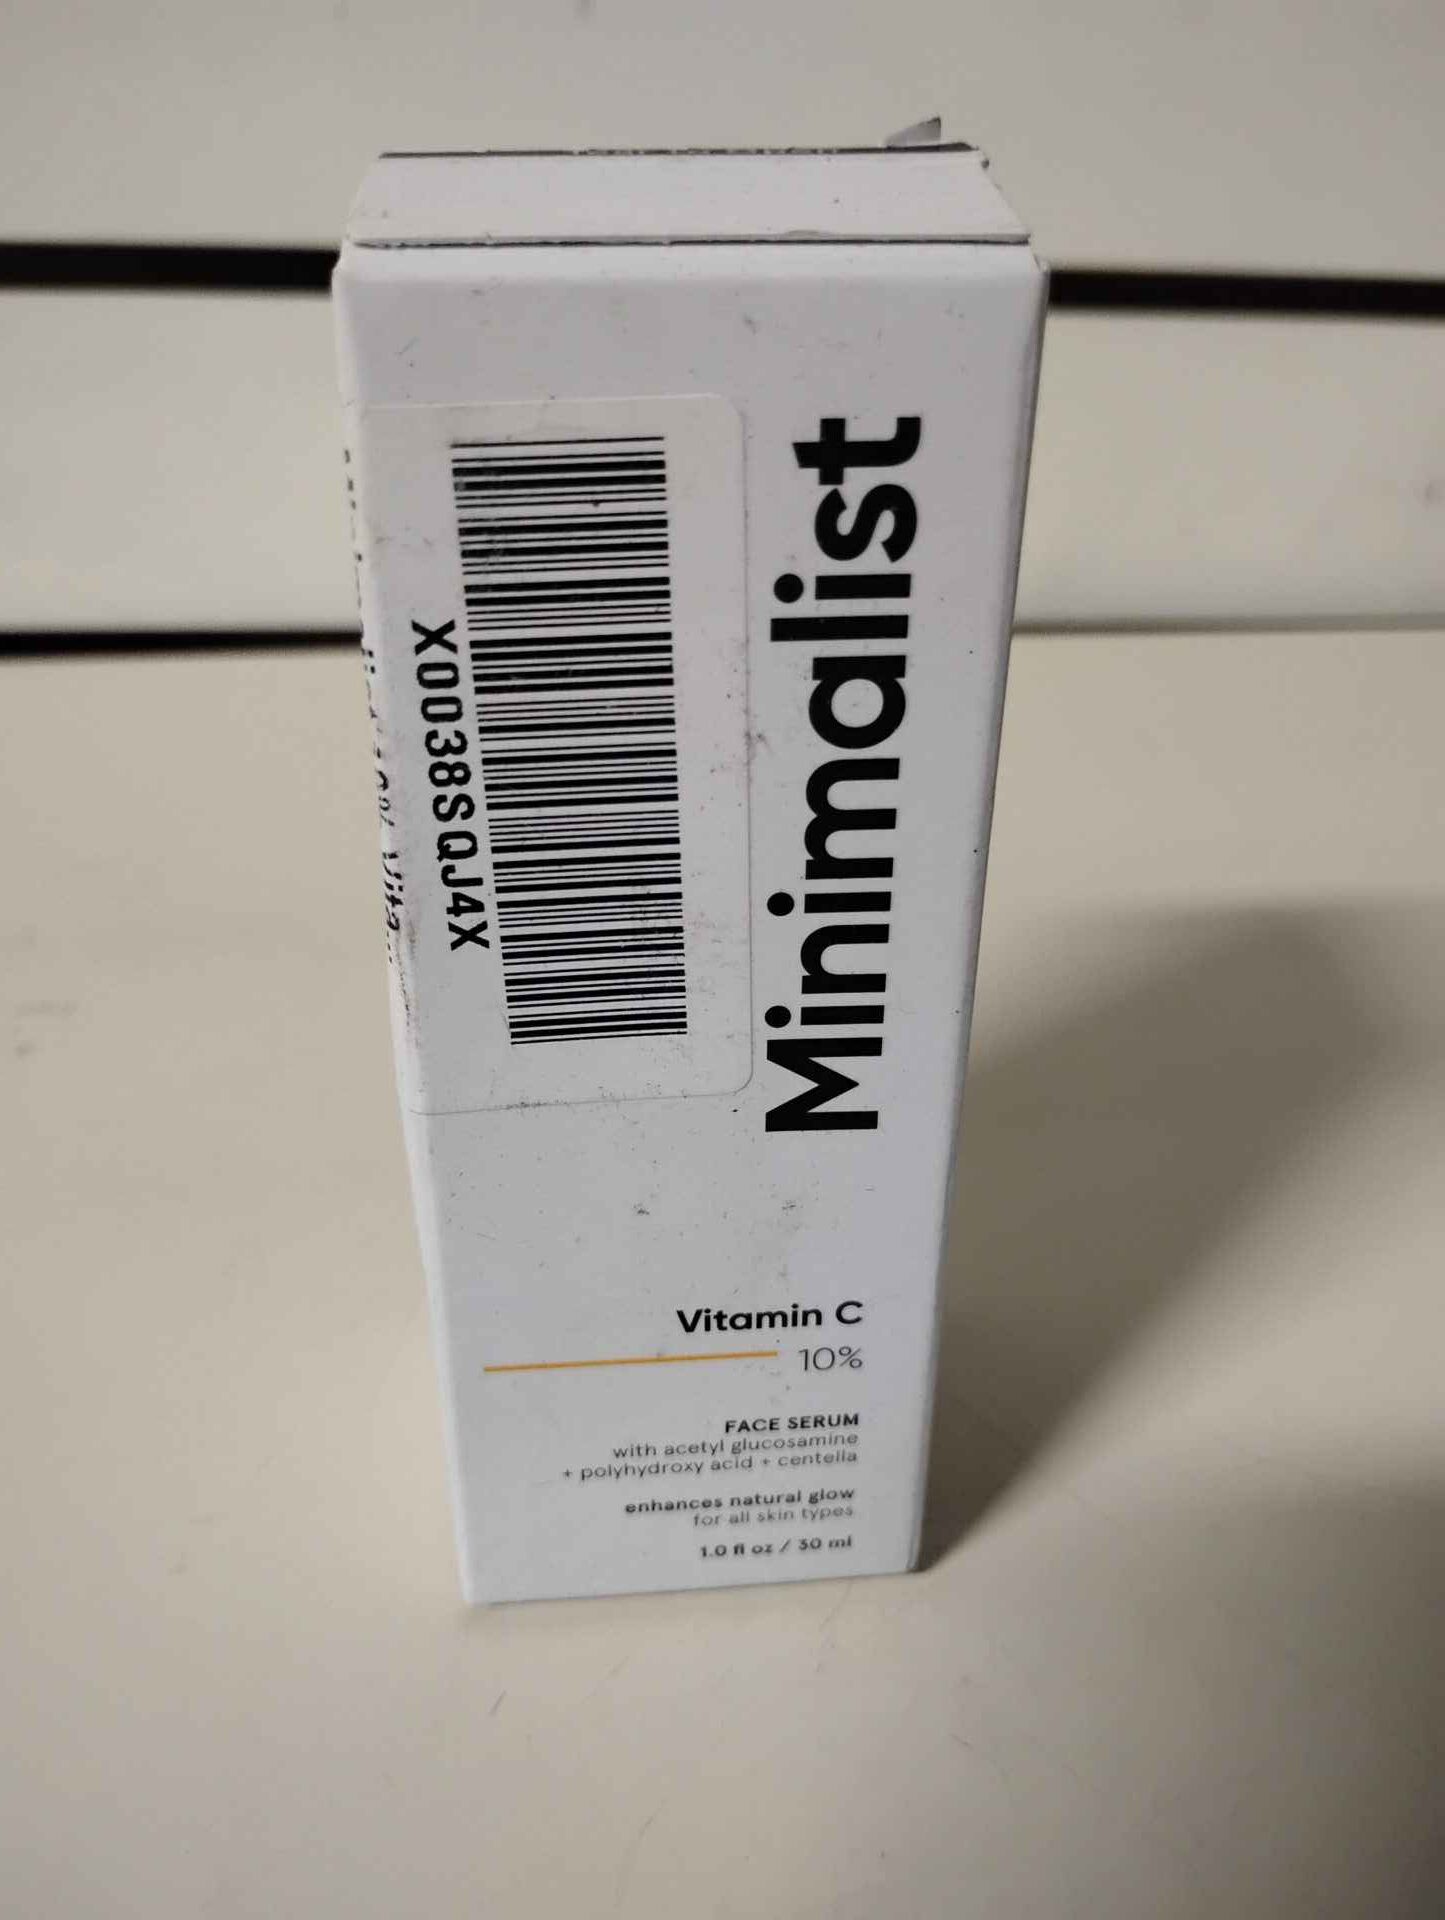 X0038SQJ4X
Minimalist
Vitamin C
10%
FACE SERUM
with acetyl glucosamine
+ polyhydroxy acid + centella
enhances natural glow
for all skin types
1.0 fl oz / 30 ml